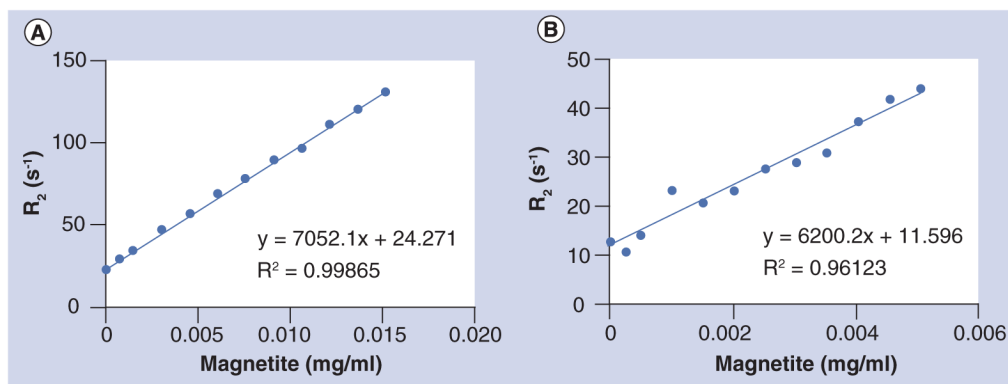 A
150
100
50
0
R₂ (s⁻¹)
y = 7052.1x + 24.271
R² = 0.99865
0 0.005 0.010 0.015 0.020
Magnetite (mg/ml)
B
50
40
30
20
10
0
R₂ (s⁻¹)
y = 6200.2x + 11.596
R² = 0.96123
0 0.002 0.004 0.006
Magnetite (mg/ml)